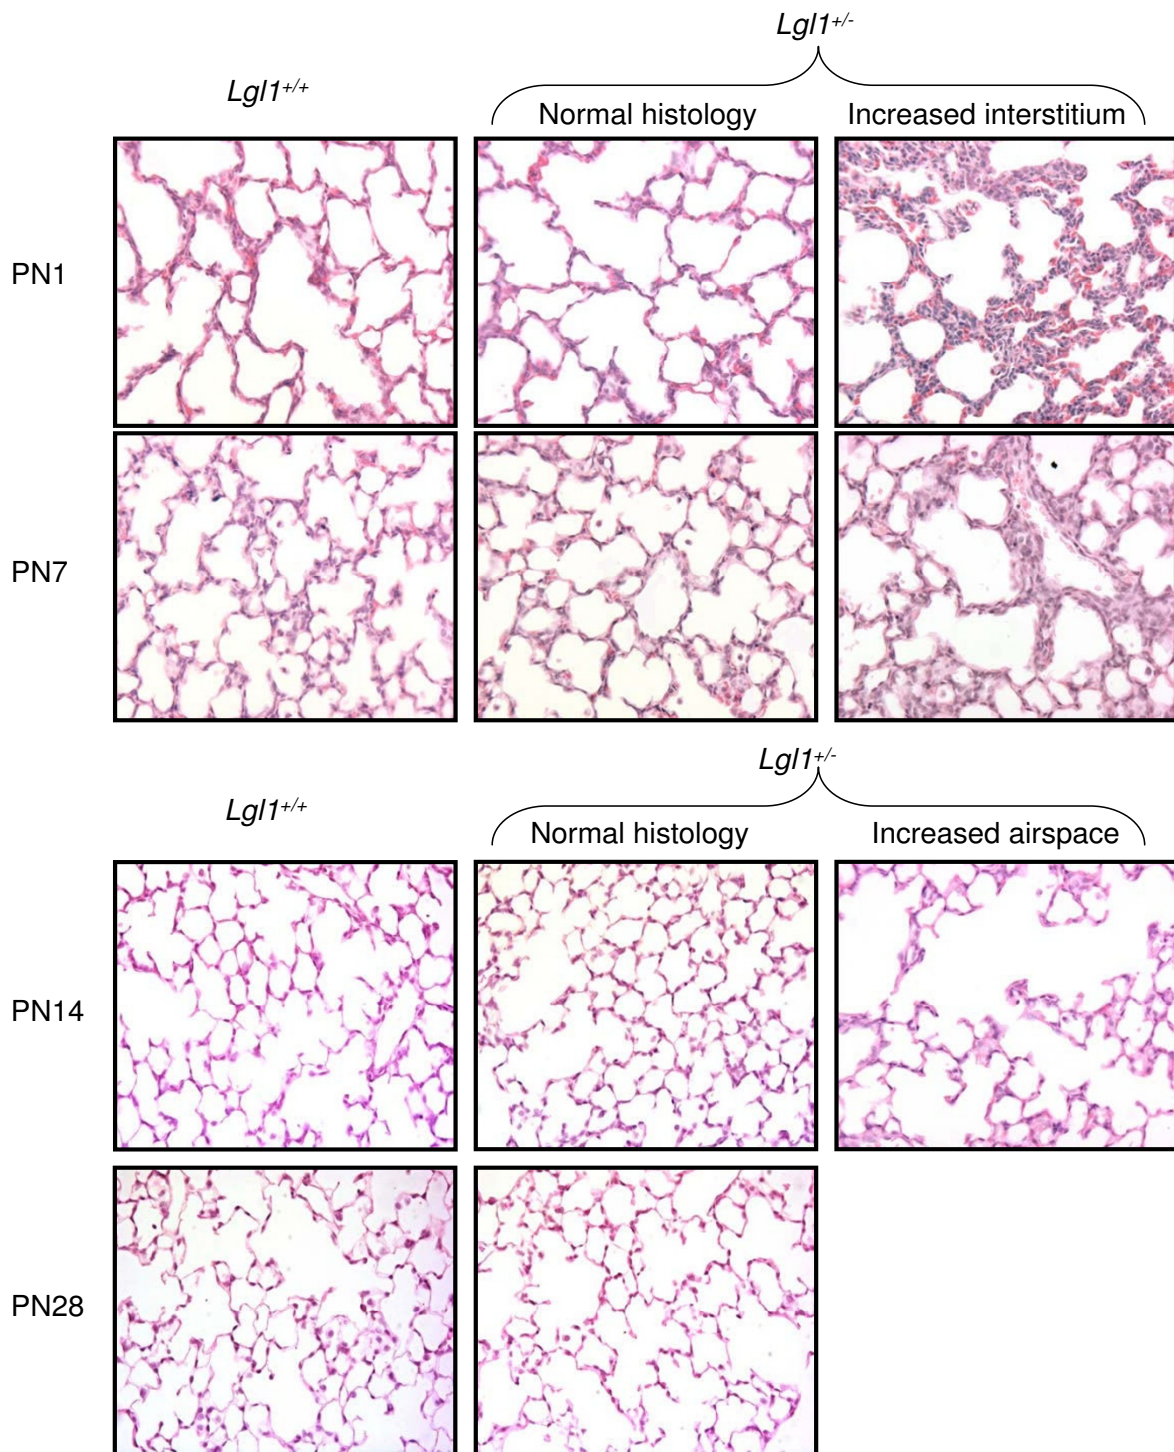 Lgl1+/-
Lgl1+/+
Normal histology
Increased interstitium
PN1
PN7
Lgl1+/-
Lgl1+/+
Normal histology
Increased airspace
PN14
PN28